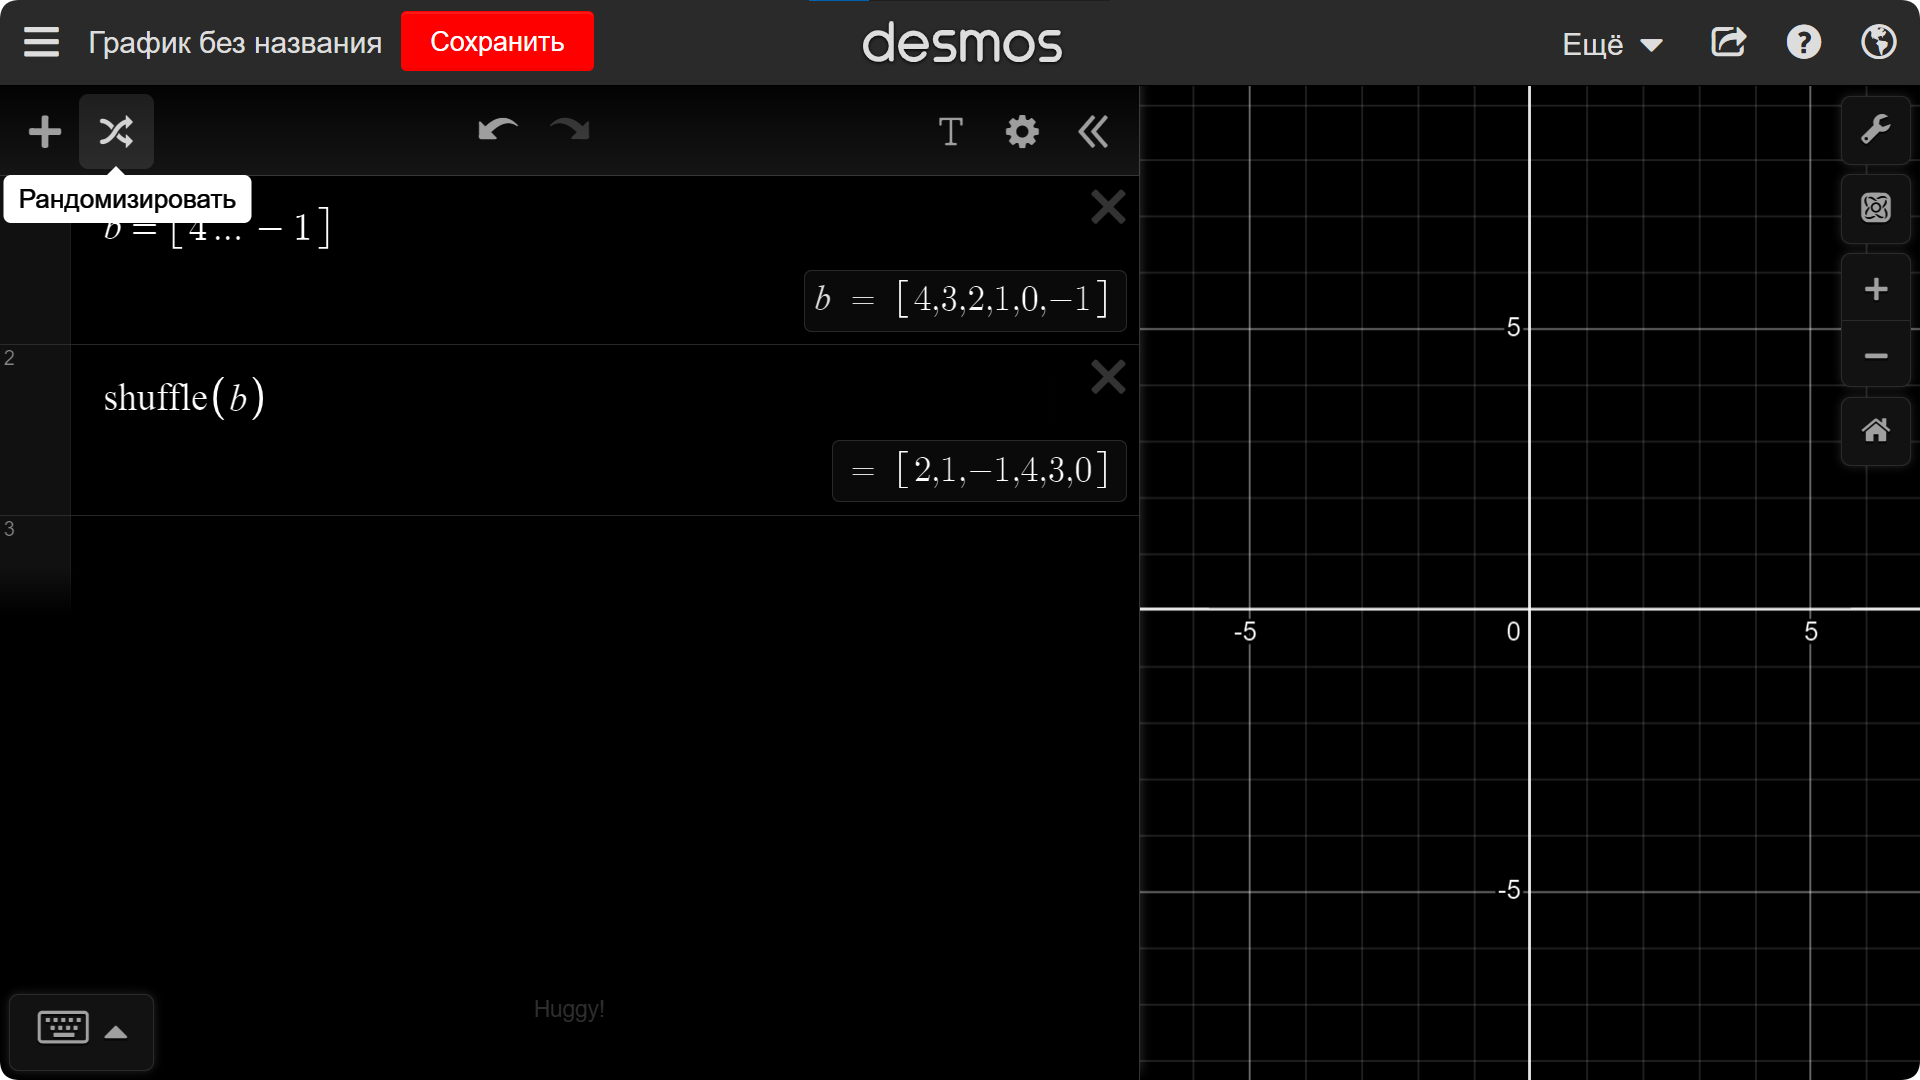 График без названия
Сохранить
desmos
Ещё
Рандомизировать
b = [4 ... − 1]
b = [4,3,2,1,0,−1]
2
shuffle(b)
= [2,1,−1,4,3,0]
3
5
-5
0
5
-5
Huggy!